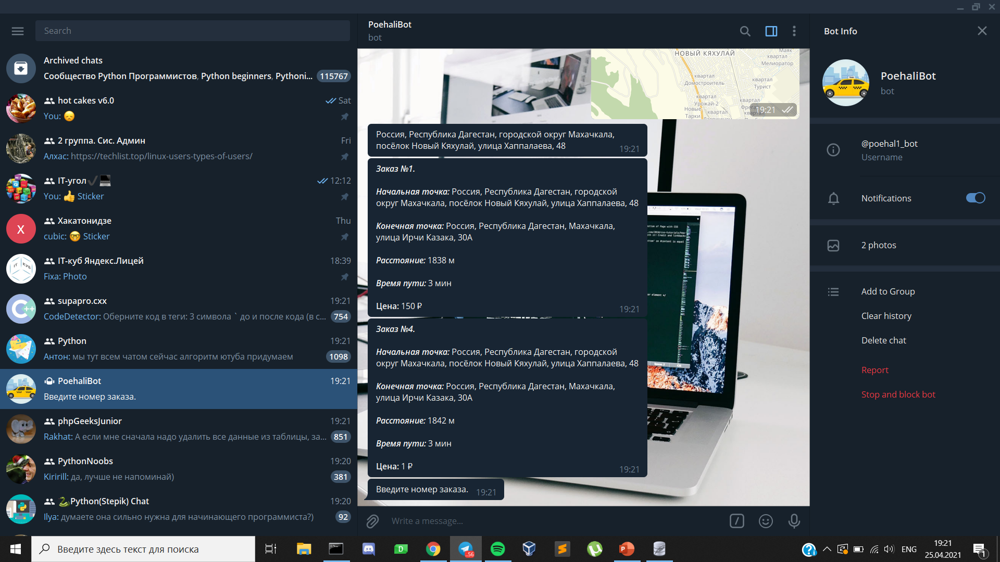 Search
Archived chats
Сообщество Python Программистов, Python beginners, Pythoni...
115767
hot cakes v6.0
Sat
You: 😞
2 группа. Сис. Админ
Fri
Алхас: https://techlist.top/linux-users-types-of-users/
IT-угол✔💻
12:12
You: 👍 Sticker
X
Хакатонидзе
Thu
cubic: 🤓 Sticker
IT-куб Яндекс.Лицей
18:39
Fixa: Photo
supapro.cxx
19:21
CodeDetector: Оберните код в теги: 3 символа ` до и после кода (в с...
754
Python
19:21
Антон: мы тут всем чатом сейчас алгоритм ютуба придумаем
1098
PoehaliBot
19:21
Введите номер заказа.
phpGeeksJunior
19:21
Rakhat: А если мне сначала надо удалить все данные из таблицы, за...
851
PythonNoobs
19:20
Kiririll: да, лучше не напоминай)
381
🐍Python(Stepik) Chat
19:20
Ilya: думаете она сильно нужна для начинающего программиста?)
92
PoehaliBot
bot
НОВЫЙ КЯХУЛАЙ
Маяк
квартал
Мелиоратор
квартал
Домостроитель
квартал
Турист
квартал
Урожай-2
квартал
Новые
Тарки
квартал
19:21
Россия, Республика Дагестан, городской округ Махачкала,
посёлок Новый Кяхулай, улица Хаппалаева, 48
19:21
Заказ №1.
Начальная точка: Россия, Республика Дагестан, городской
округ Махачкала, посёлок Новый Кяхулай, улица Хаппалаева, 48
Конечная точка: Россия, Республика Дагестан, Махачкала,
улица Ирчи Казака, 30А
Расстояние: 1838 м
Время пути: 3 мин
Цена: 150 ₽
19:21
Заказ №4.
Начальная точка: Россия, Республика Дагестан, городской
округ Махачкала, посёлок Новый Кяхулай, улица Хаппалаева, 48
Конечная точка: Россия, Республика Дагестан, Махачкала,
улица Ирчи Казака, 30А
Расстояние: 1842 м
Время пути: 3 мин
Цена: 1 ₽
19:21
Введите номер заказа.
19:21
Write a message...
Bot Info
PoehaliBot
bot
@poehal1_bot
Username
Notifications
2 photos
Add to Group
Clear history
Delete chat
Report
Stop and block bot
Введите здесь текст для поиска
..56
ENG
19:21
25.04.2021
1